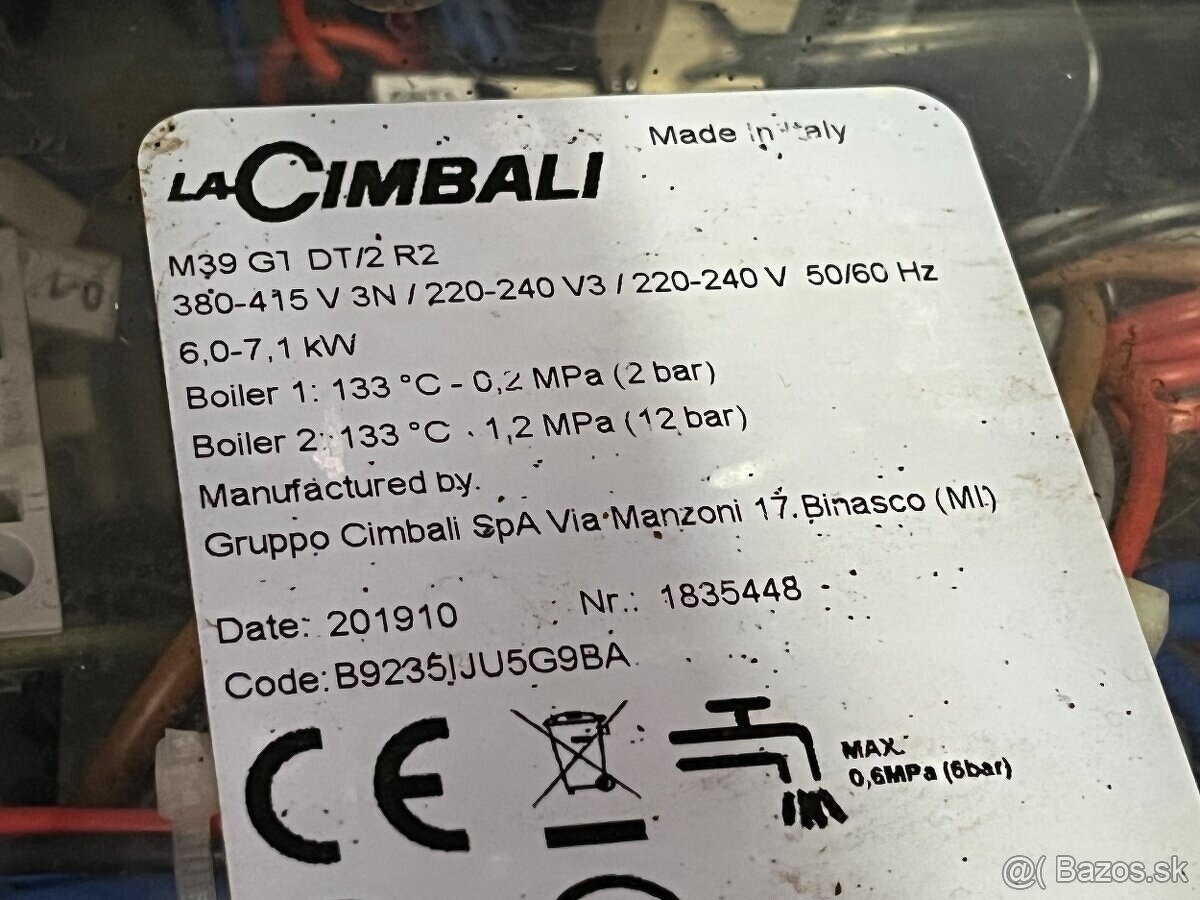 Made in Italy
LA CIMBALI
M39 GT DT/2 R2
380-415 V 3N / 220-240 V3 / 220-240 V 50/60 Hz
6,0-7,1 kW
Boiler 1: 133 °C - 0,2 MPa (2 bar)
Boiler 2: 133 °C - 1,2 MPa (12 bar)
Manufactured by.
Gruppo Cimbali SpA Via Manzoni 17. Binasco (MI)
Date: 201910
Nr.: 1835448
Code: B9235IJU5G9BA
CE
MAX.
0,6MPa (6bar)
@( Bazos.sk